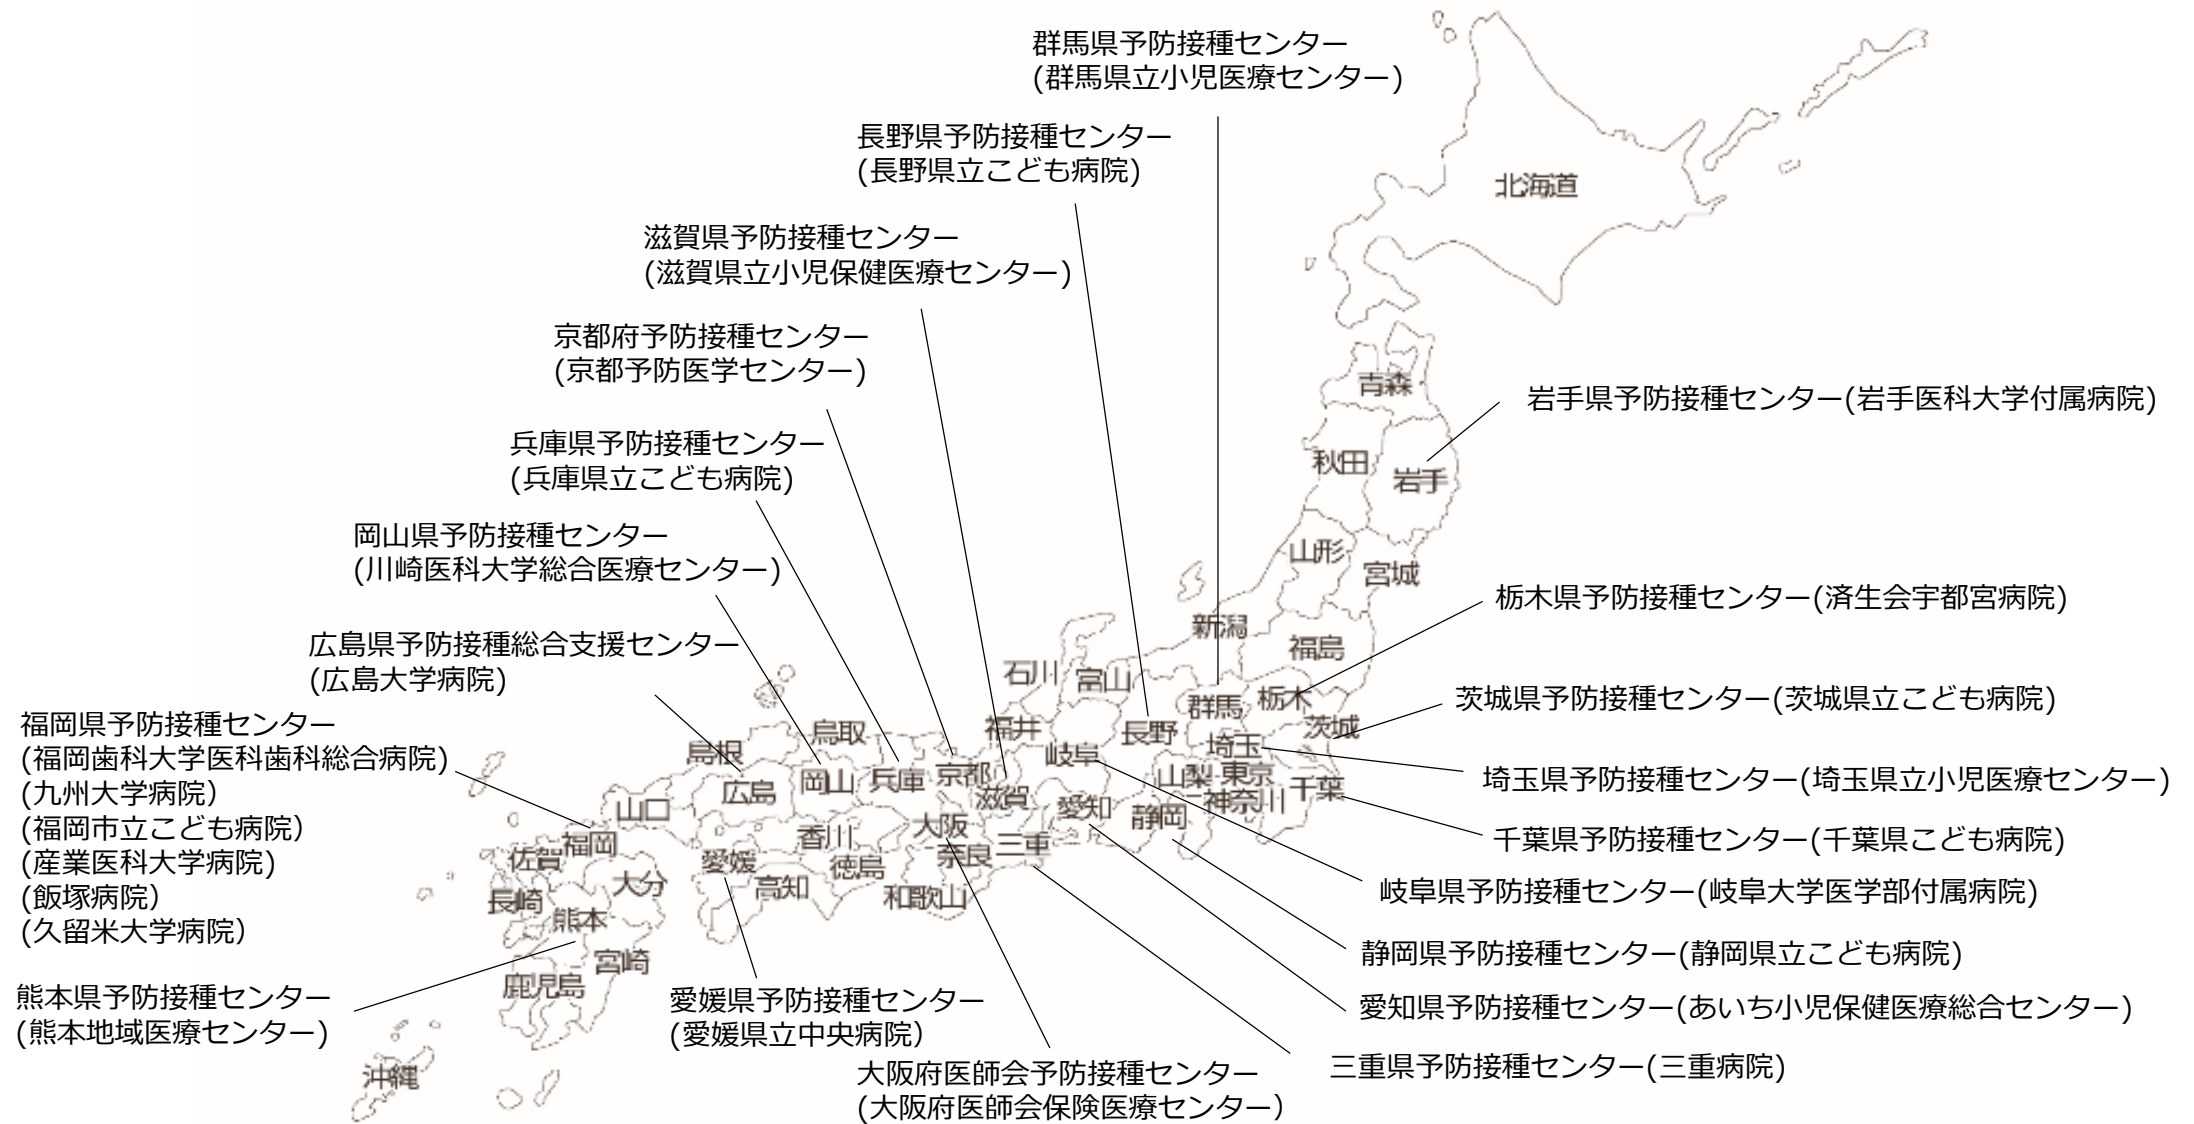 群馬県予防接種センター
(群馬県立小児医療センター)
長野県予防接種センター
(長野県立こども病院)
滋賀県予防接種センター
(滋賀県立小児保健医療センター)
京都府予防接種センター
(京都予防医学センター)
兵庫県予防接種センター
(兵庫県立こども病院)
岡山県予防接種センター
(川崎医科大学総合医療センター)
広島県予防接種総合支援センター
(広島大学病院)
福岡県予防接種センター
(福岡歯科大学医科歯科総合病院)
(九州大学病院）
(福岡市立こども病院）
(産業医科大学病院)
(飯塚病院）
(久留米大学病院）
熊本県予防接種センター
(熊本地域医療センター)
愛媛県予防接種センター
(愛媛県立中央病院）
大阪府医師会予防接種センター
(大阪府医師会保険医療センター）
岩手県予防接種センター(岩手医科大学付属病院)
栃木県予防接種センター(済生会宇都宮病院)
茨城県予防接種センター(茨城県立こども病院)
埼玉県予防接種センター(埼玉県立小児医療センター)
千葉県予防接種センター(千葉県こども病院)
岐阜県予防接種センター(岐阜大学医学部付属病院)
静岡県予防接種センター(静岡県立こども病院)
愛知県予防接種センター(あいち小児保健医療総合センター)
三重県予防接種センター(三重病院)
北海道
青森
秋田
岩手
山形
宮城
新潟
福島
石川
富山
群馬
栃木
茨城
福井
長野
埼玉
岐阜
山梨
東京
千葉
神奈川
静岡
愛知
滋賀
三重
京都
大阪
奈良
和歌山
兵庫
鳥取
岡山
島根
広島
山口
香川
徳島
愛媛
高知
福岡
佐賀
大分
長崎
熊本
宮崎
鹿児島
沖縄